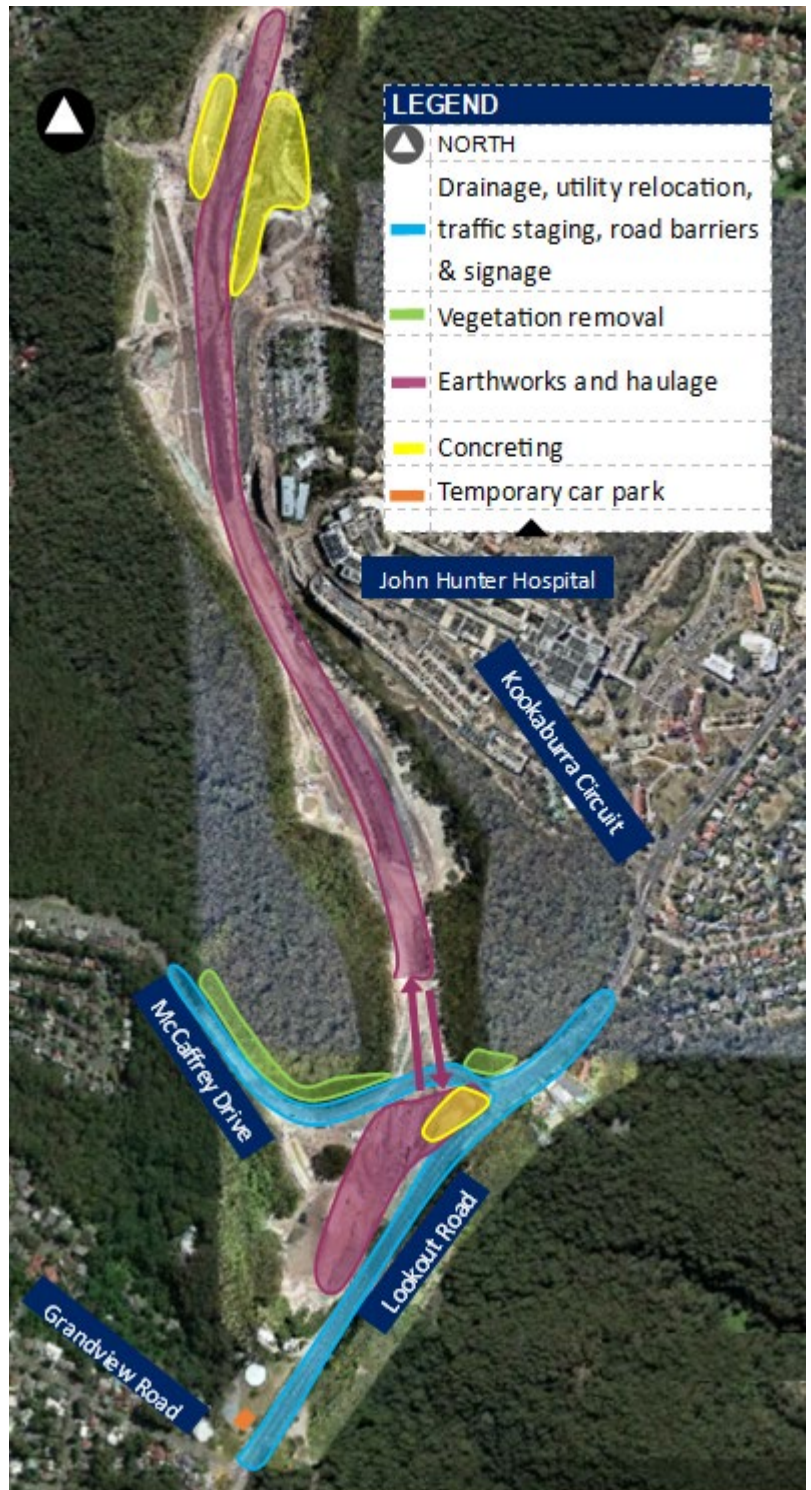 LEGEND
NORTH
Drainage, utility relocation,
traffic staging, road barriers
& signage
Vegetation removal
Earthworks and haulage
Concreting
Temporary car park
John Hunter Hospital
Kookaburra Circuit
McCaffrey Drive
Lookout Road
Grandview Road